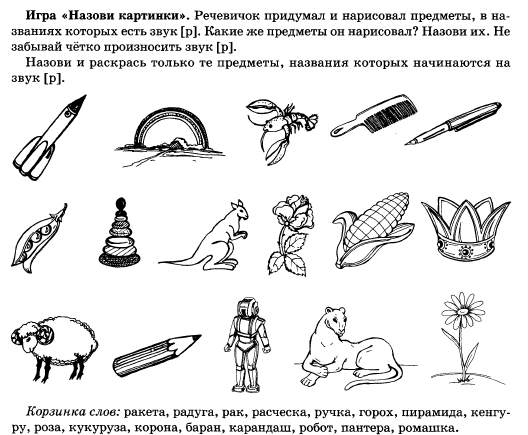 Игра «Назови картинки». Речевичок придумал и нарисовал предметы, в на-
званиях которых есть звук [р]. Какие же предметы он нарисовал? Назови их. Не
забывай чётко произносить звук [р].
Назови и раскрась только те предметы, названия которых начинаются на
звук [р].
Корзинка слов: ракета, радуга, рак, расческа, ручка, горох, пирамида, кенгу-
ру, роза, кукуруза, корона, баран, карандаш, робот, пантера, ромашка.